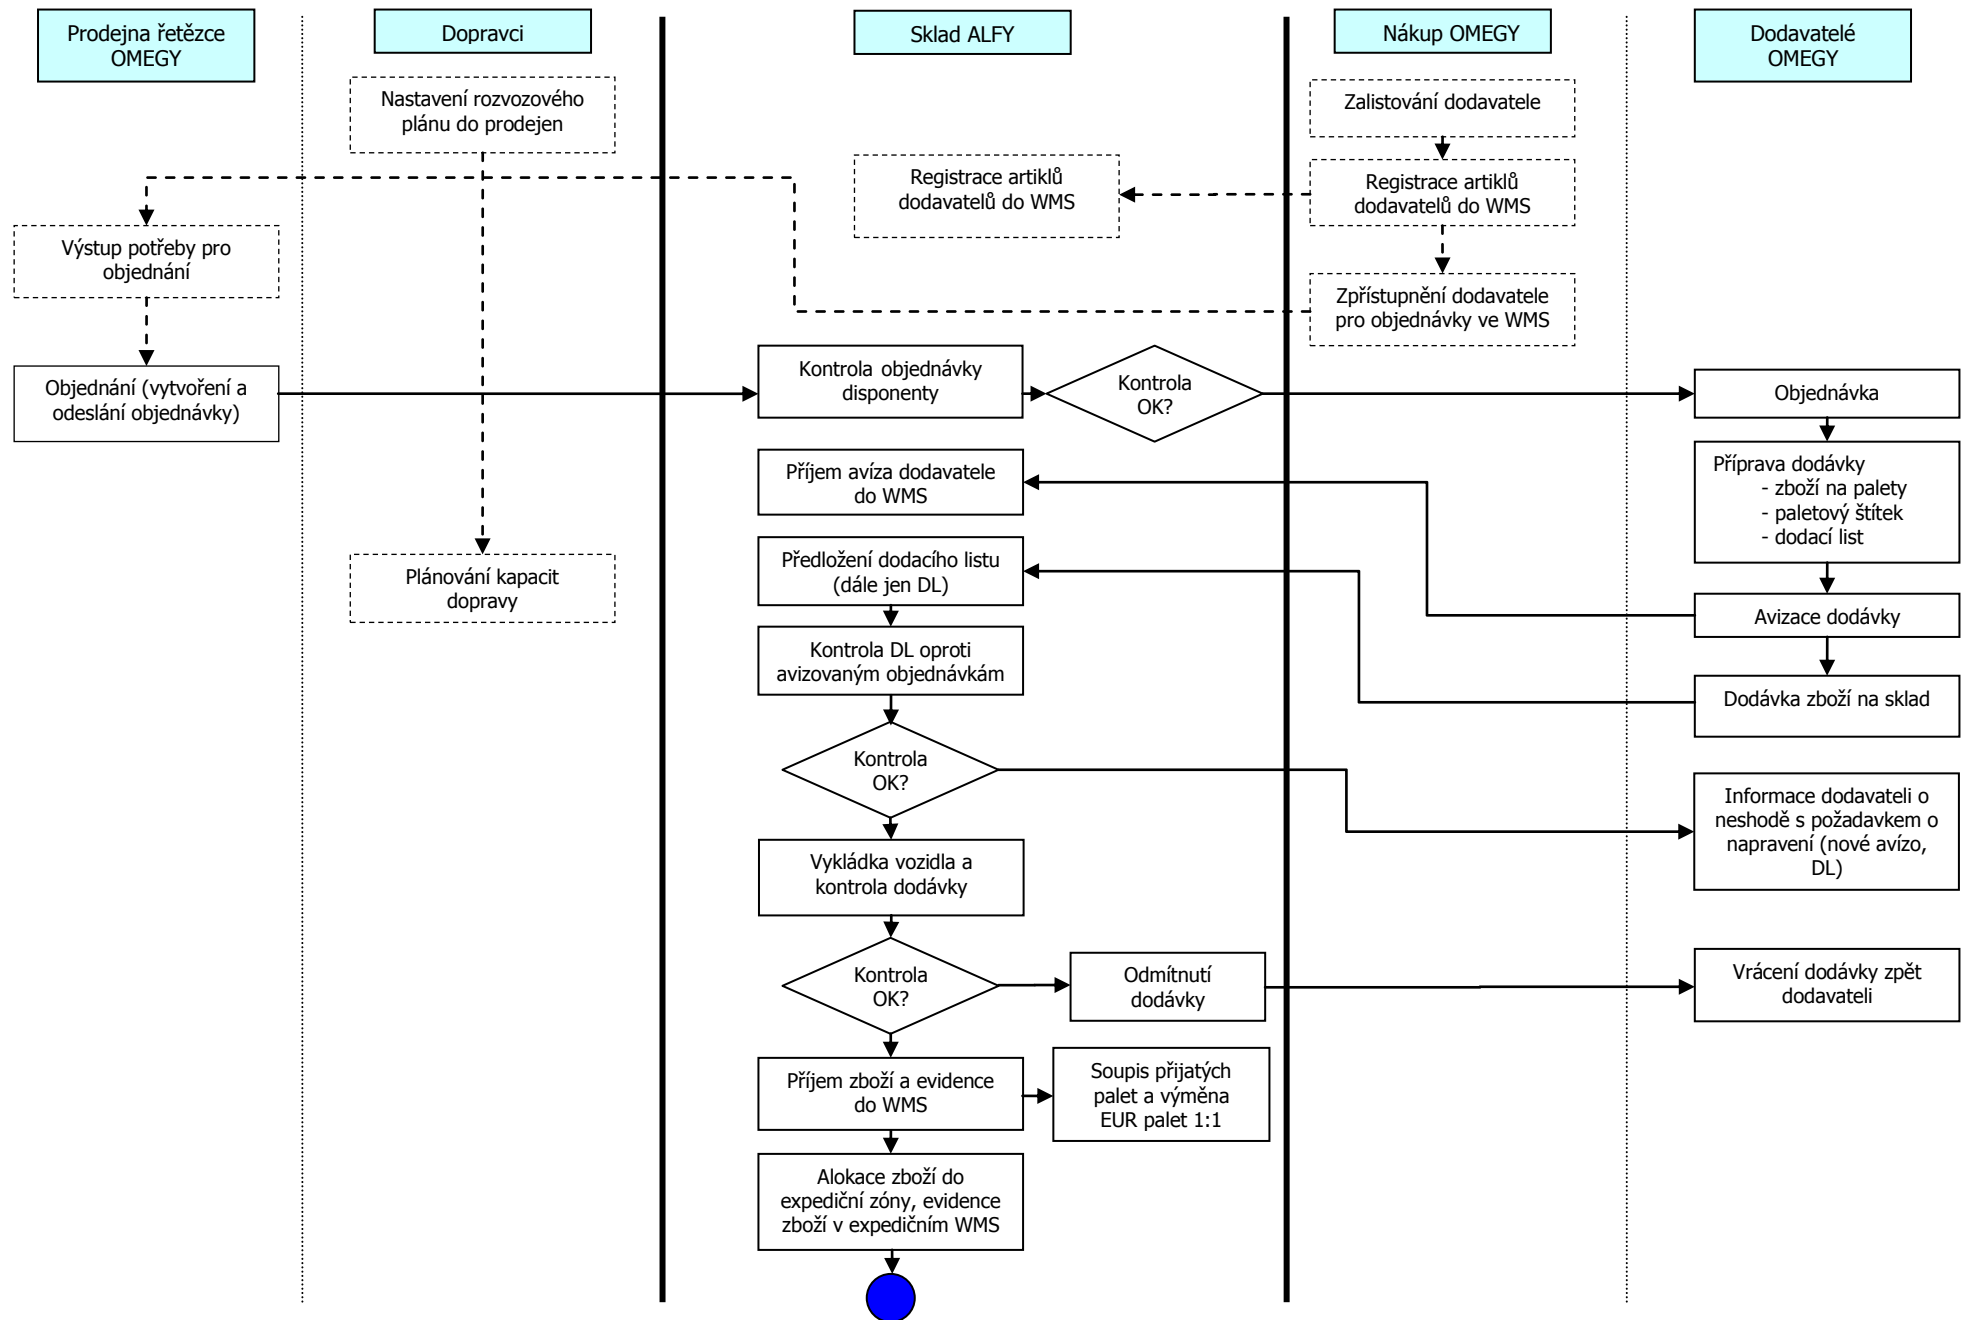 Prodejna řetězce
OMEGY
Dopravci
Sklad ALFY
Nákup OMEGY
Dodavatelé
OMEGY
Nastavení rozvozového
plánu do prodejen
Zalistování dodavatele
Registrace artiklů
dodavatelů do WMS
Registrace artiklů
dodavatelů do WMS
Výstup potřeby pro
objednání
Zpřístupnění dodavatele
pro objednávky ve WMS
Objednání (vytvoření a
odeslání objednávky)
Kontrola objednávky
disponenty
Kontrola
OK?
Objednávka
Příjem avíza dodavatele
do WMS
Příprava dodávky
- zboží na palety
- paletový štítek
- dodací list
Předložení dodacího listu
(dále jen DL)
Plánování kapacit
dopravy
Avizace dodávky
Kontrola DL oproti
avizovaným objednávkám
Dodávka zboží na sklad
Kontrola
OK?
Informace dodavateli o
neshodě s požadavkem o
napravení (nové avízo,
DL)
Vykládka vozidla a
kontrola dodávky
Kontrola
OK?
Odmítnutí
dodávky
Vrácení dodávky zpět
dodavateli
Příjem zboží a evidence
do WMS
Soupis přijatých
palet a výměna
EUR palet 1:1
Alokace zboží do
expediční zóny, evidence
zboží v expedičním WMS